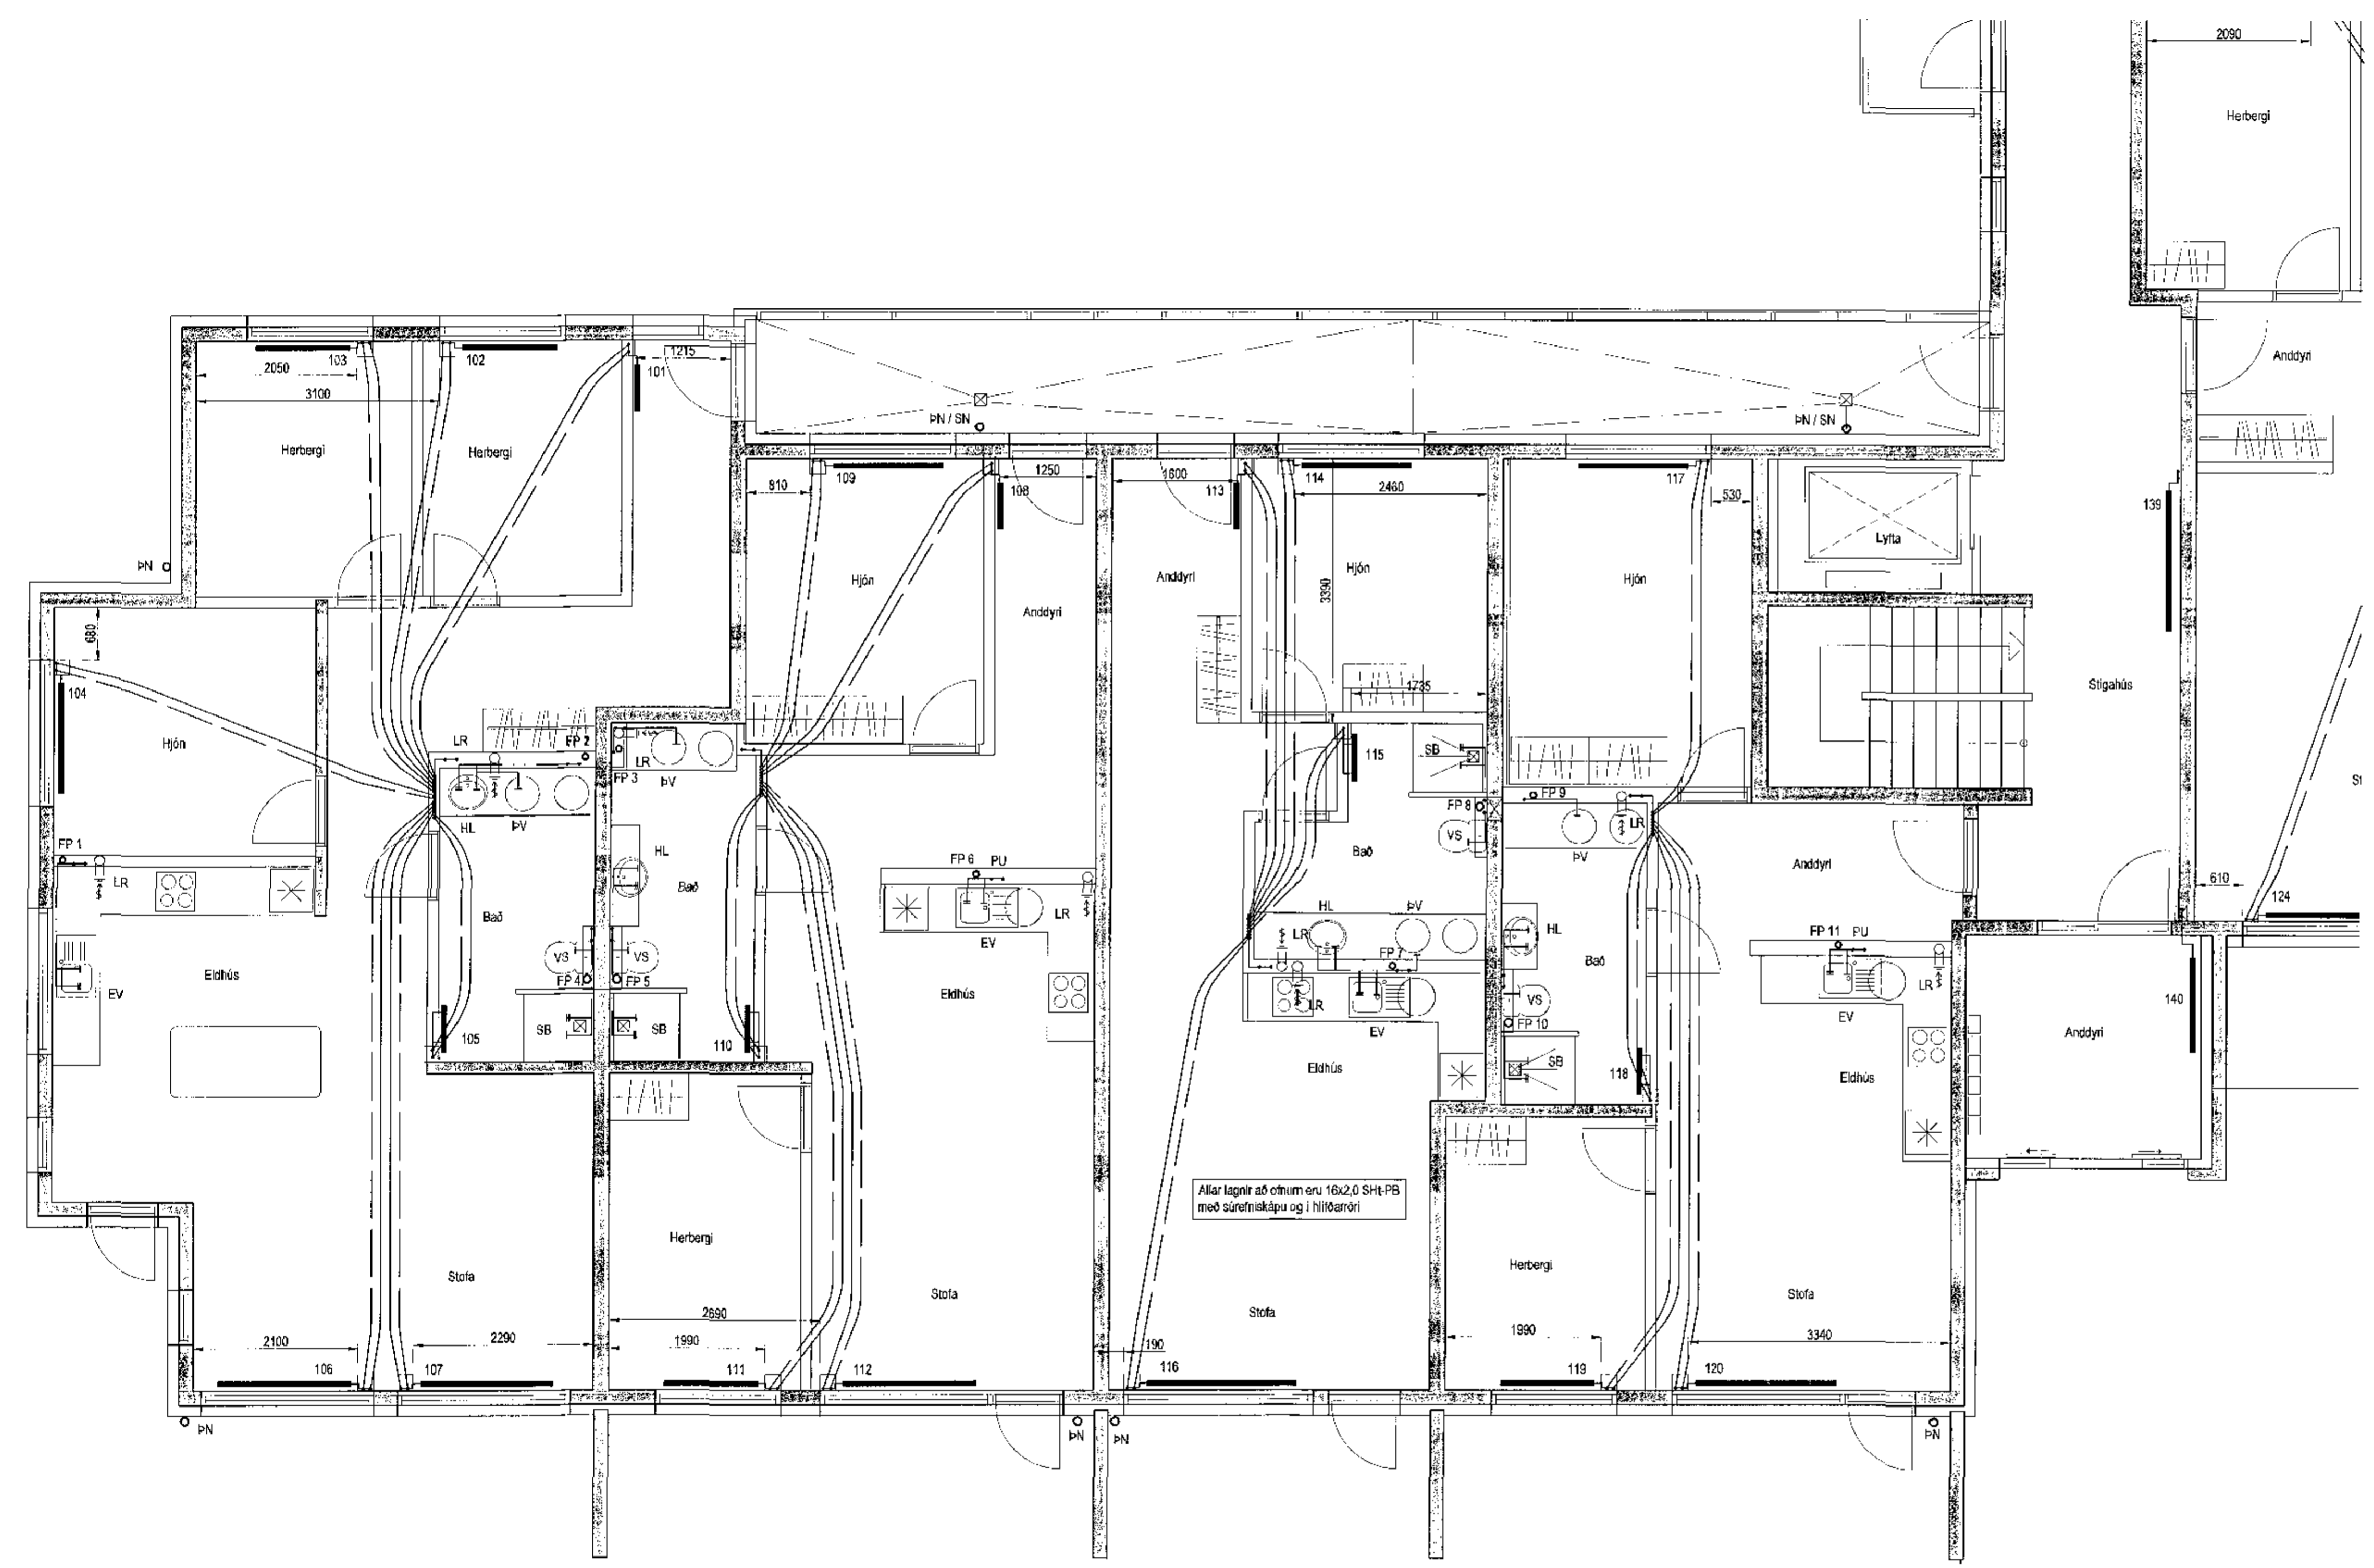 2090
Herbergi
1215
103
102
101
2050
3100
Herbergi
Herbergi
ÞN / SN
ÞN / SN
Anddyri
810
109
108
1250
1600
113
114
2460
117
530
139
Lyfta
ÞN
Hjón
Anddyri
Anddyri
3390
Hjón
Hjón
680
104
Hjón
1735
Stigahús
LR
FP 2
FP 3
LR
ÞV
115
SB
St
HL
ÞV
FP 8
VS
FP 9
LR
ÞV
FP 1
LR
HL
Bað
FP 6
PU
Bað
Anddyri
610
124
Bað
LR
EV
HL
ÞV
LR
FP 7
HL
Bað
FP 11
PU
VS
VS
FP 4
FP 5
Eldhús
EV
Eldhús
LR
EV
VS
FP 10
LR
EV
140
105
SB
SB
110
Eldhús
118
SB
Eldhús
Anddyri
Allar lagnir að ofnum eru 16x2,0 SHt-PB
með súrefniskápu og í hlífðarröri
Herbergi
Herbergi
Stofa
Stofa
Stofa
Stofa
2100
2290
2690
1990
190
1990
3340
106
107
111
112
116
119
120
ÞN
ÞN
ÞN
ÞN